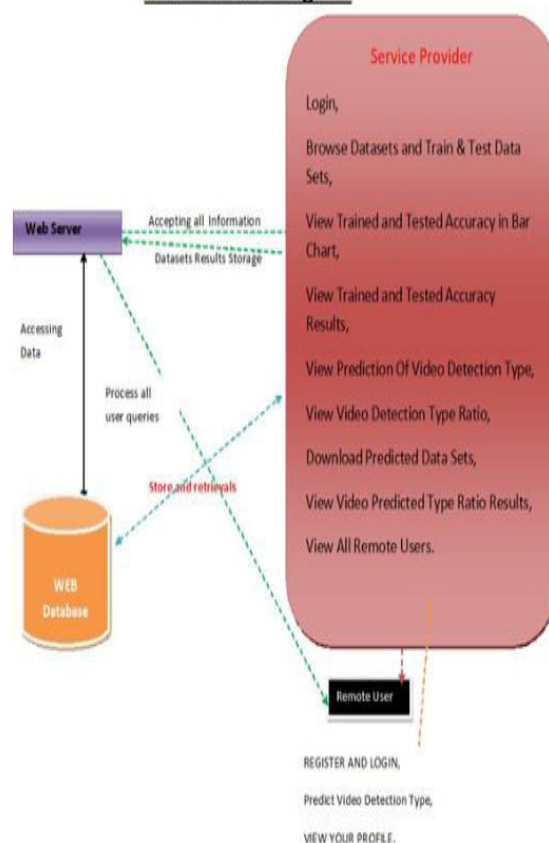 Service Provider
Login,
Browse Datasets and Train & Test Data
Sets,
View Trained and Tested Accuracy in Bar
Chart,
View Trained and Tested Accuracy
Results,
View Prediction Of Video Detection Type,
View Video Detection Type Ratio,
Download Predicted Data Sets,
View Video Predicted Type Ratio Results,
View All Remote Users.
Web Server
Accepting all Information
Datasets Results Storage
Accessing
Data
Process all
user queries
Store and retrievals
WEB
Database
Remote User
REGISTER AND LOGIN,
Predict Video Detection Type,
VIEW YOUR PROFILE.